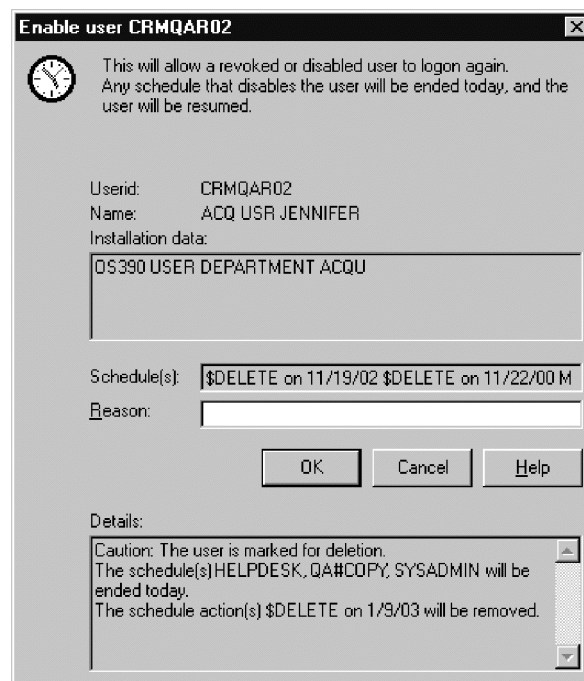 Enable user CRMQAR02
This will allow a revoked or disabled user to logon again.
Any schedule that disables the user will be ended today, and the
user will be resumed.
Userid: CRMQAR02
Name: ACQ USR JENNIFER
Installation data:
OS390 USER DEPARTMENT ACQU
Schedule(s): $DELETE on 11/19/02 $DELETE on 11/22/00 M
Reason:
OK Cancel Help
Details:
Caution: The user is marked for deletion.
The schedule(s) HELPDESK, QA#COPY, SYSADMIN will be
ended today.
The schedule action(s) $DELETE on 1/9/03 will be removed.